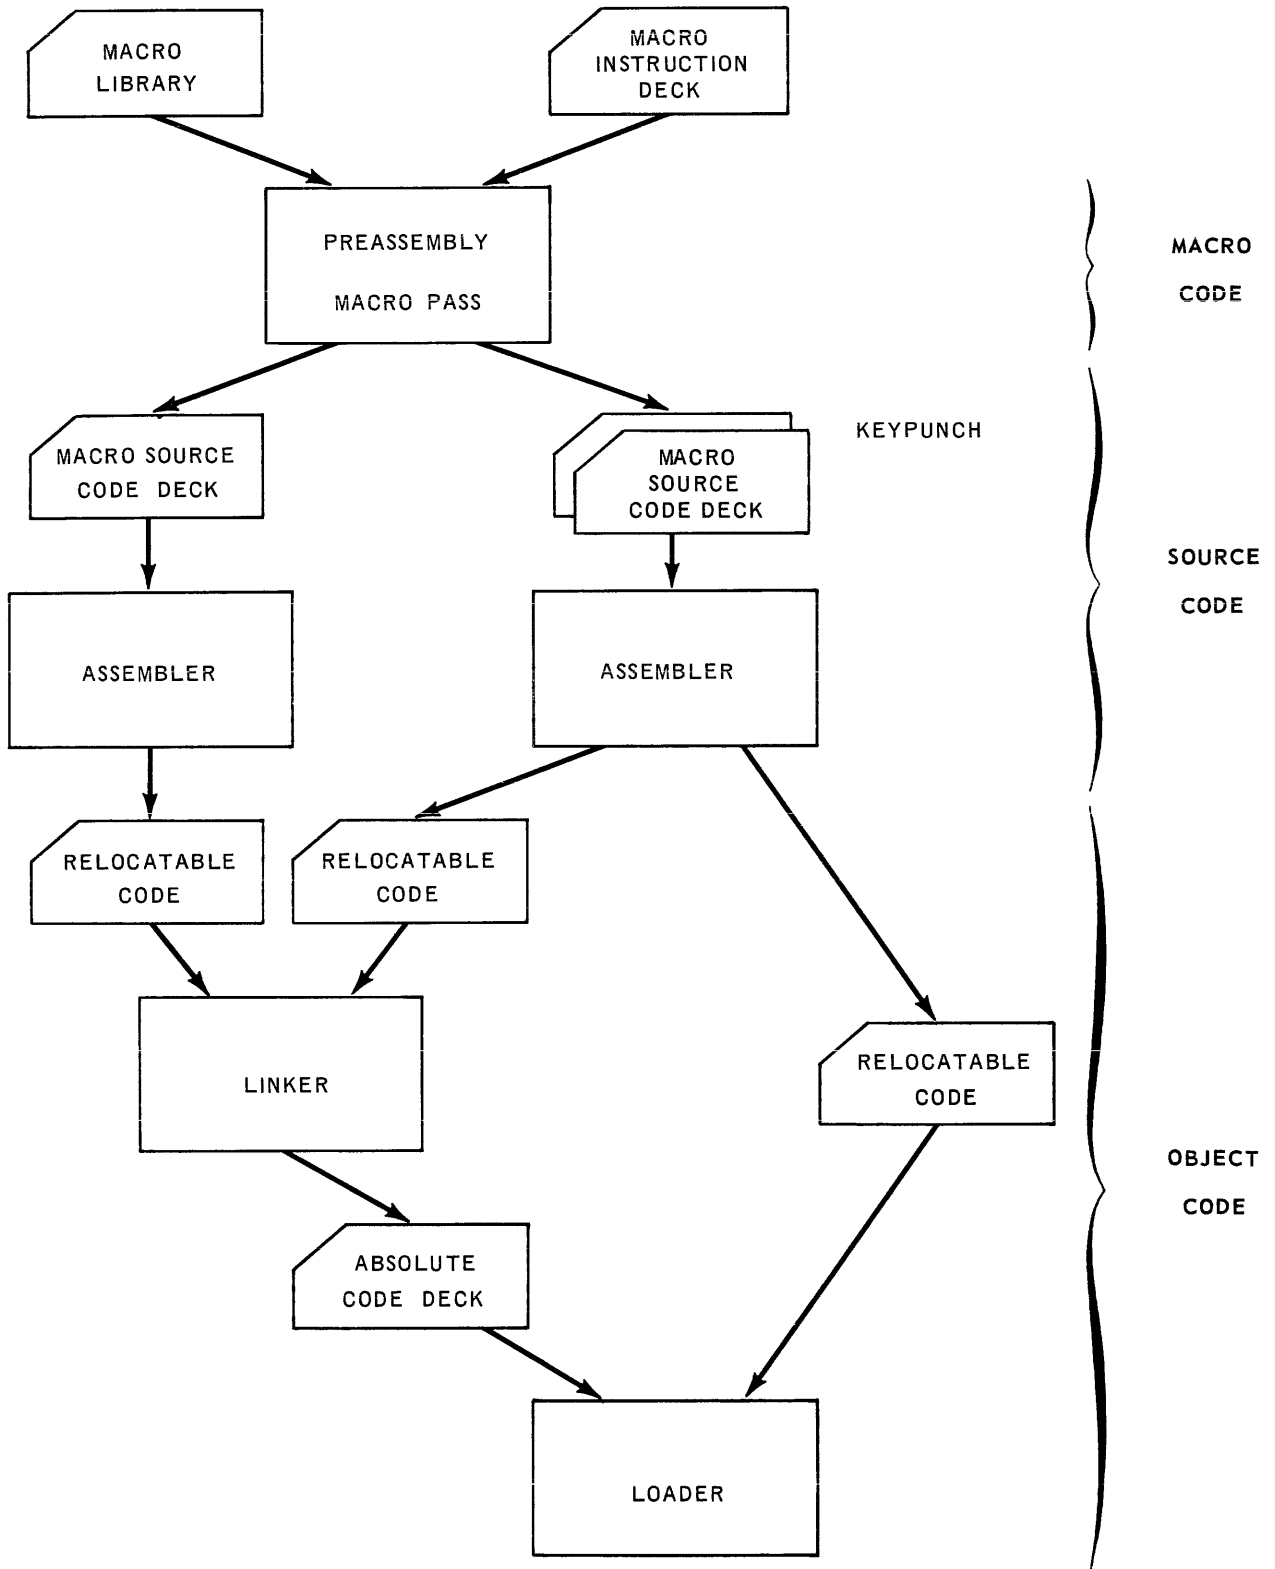 MACRO
LIBRARY
MACRO
INSTRUCTION
DECK
PREASSEMBLY
MACRO PASS
MACRO
CODE
MACRO SOURCE
CODE DECK
MACRO
SOURCE
CODE DECK
KEYPUNCH
SOURCE
CODE
ASSEMBLER
ASSEMBLER
RELOCATABLE
CODE
RELOCATABLE
CODE
LINKER
RELOCATABLE
CODE
OBJECT
CODE
ABSOLUTE
CODE DECK
LOADER